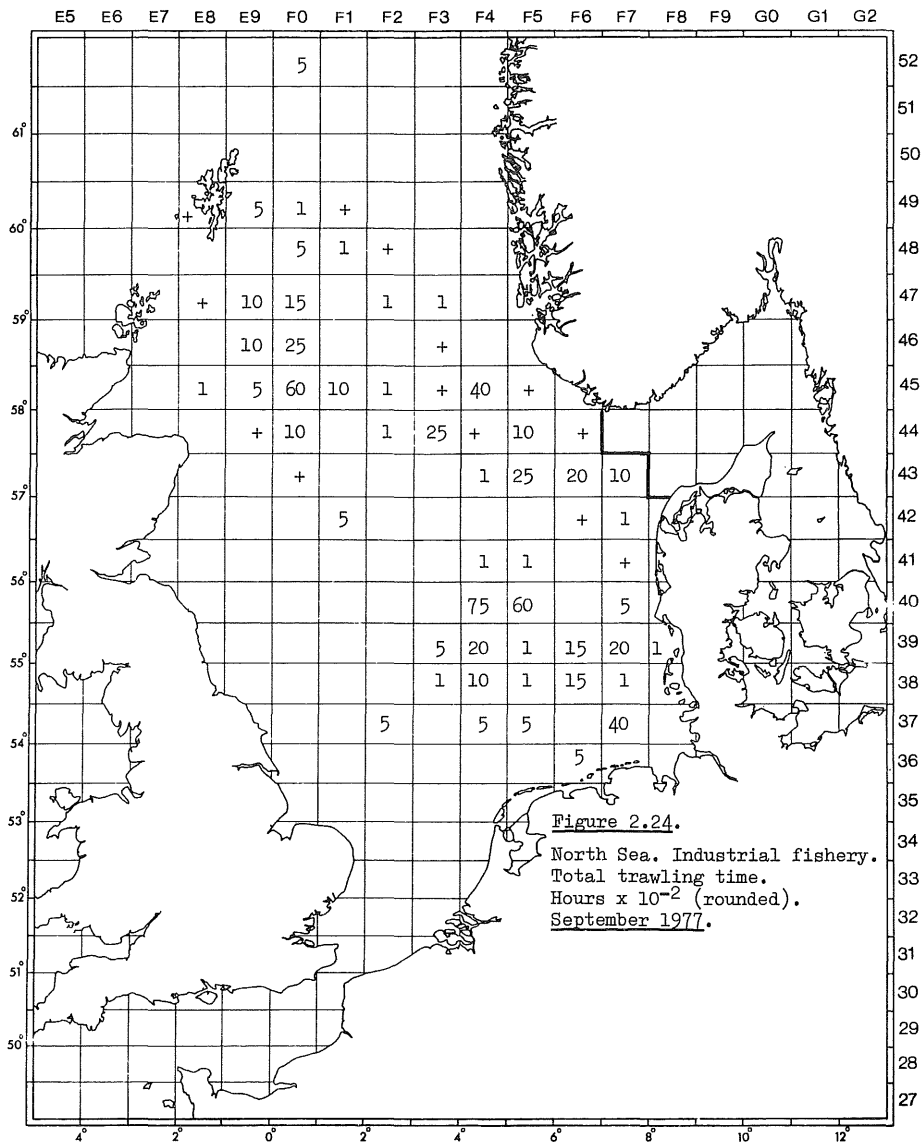 E5 E6 E7 E8 E9 F0 F1 F2 F3 F4 F5 F6 F7 F8 F9 G0 G1 G2
5 52
51
61°
50
+ 5 1 + 49
60°
5 1 + 48
+ 10 15 1 1 47
59°
10 25 + 46
1 5 60 10 1 + 40 + 45
58°
+ 10 1 25 + 10 + 44
+ 1 25 20 10 43
57°
5 + 1 42
1 1 + 41
56°
75 60 5 40
5 20 1 15 20 1 39
55°
1 10 1 15 1 38
5 5 5 40 37
54°
5 36
35
53°
Figure 2.24.
34
North Sea. Industrial fishery.
Total trawling time.
33
52°
Hours x 10⁻² (rounded).
September 1977.
32
31
51°
30
29
50°
28
27
4° 2° 0° 2° 4° 6° 8° 10° 12°